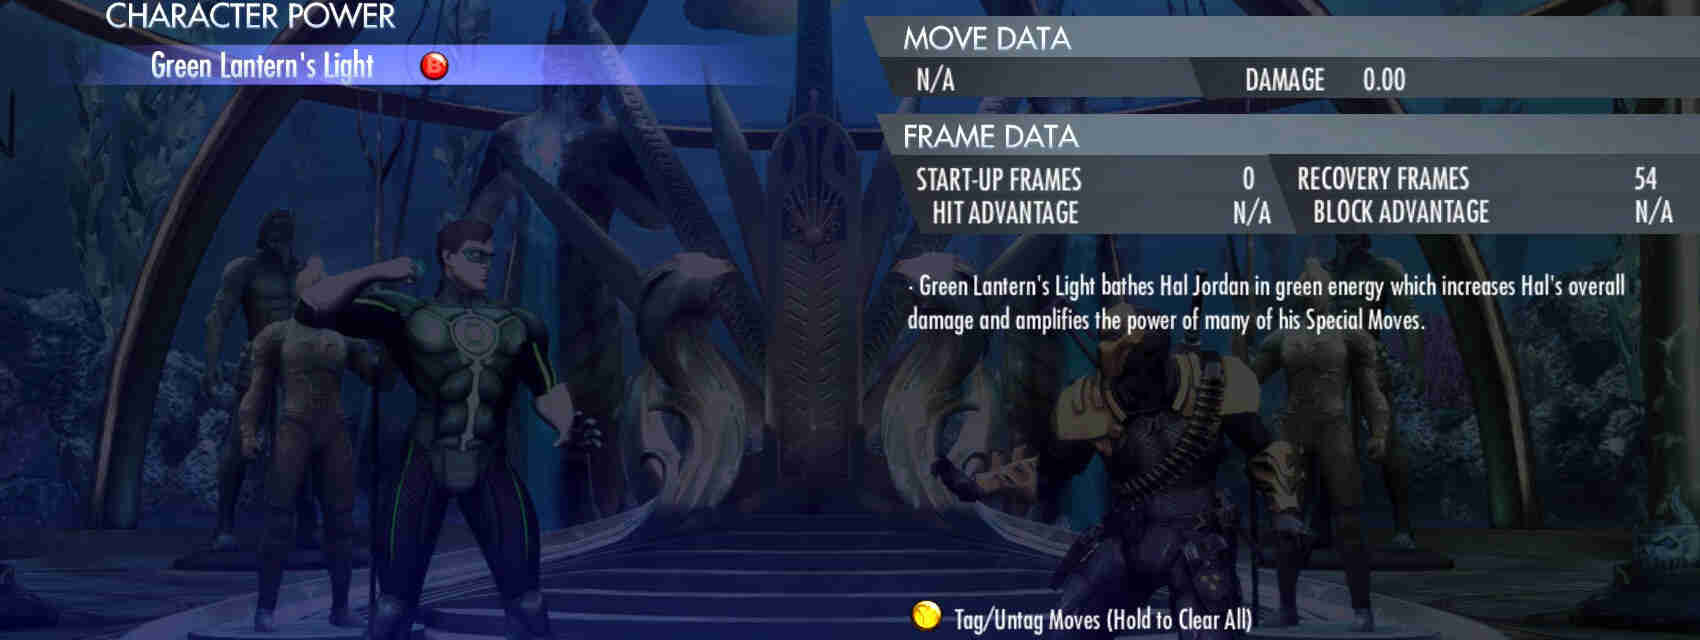 CHARACTER POWER
Green Lantern's Light B
MOVE DATA
N/A DAMAGE 0.00
FRAME DATA
START-UP FRAMES 0 RECOVERY FRAMES 54
HIT ADVANTAGE N/A BLOCK ADVANTAGE N/A
· Green Lantern's Light bathes Hal Jordan in green energy which increases Hal's overall
damage and amplifies the power of many of his Special Moves.
Y Tag/Untag Moves (Hold to Clear All)